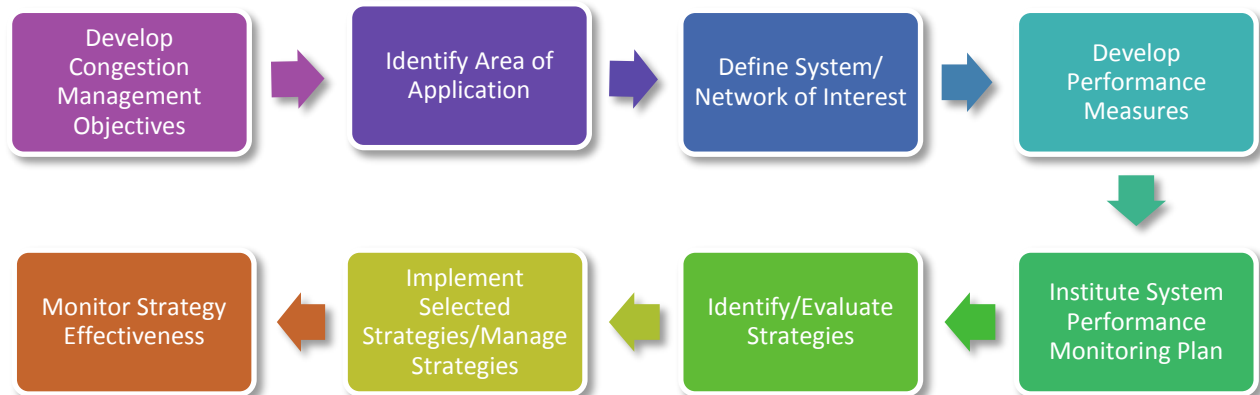 Develop
Congestion
Management
Objectives
Identify Area of
Application
Define System/
Network of Interest
Develop
Performance
Measures
Institute System
Performance
Monitoring Plan
Identify/Evaluate
Strategies
Implement
Selected
Strategies/Manage
Strategies
Monitor Strategy
Effectiveness